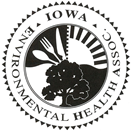 IOWA
ENVIRONMENTAL HEALTH ASSOC.